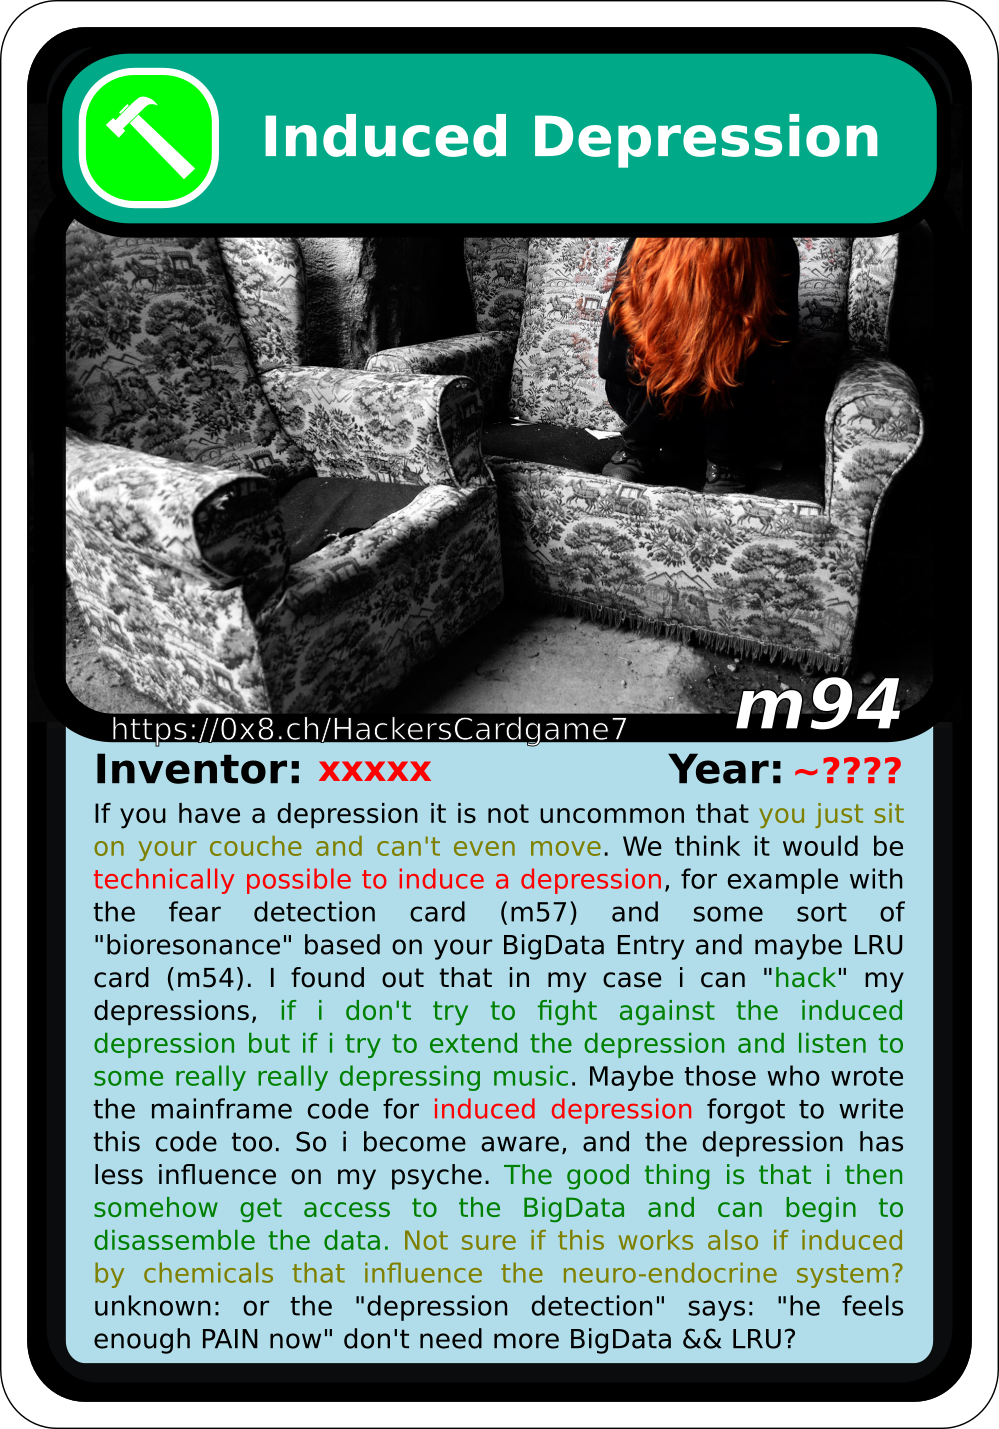 Induced Depression
m94
https://0x8.ch/HackersCardgame7
Inventor: xxxxx Year: ~????
If you have a depression it is not uncommon that you just sit
on your couche and can't even move. We think it would be
technically possible to induce a depression, for example with
the fear detection card (m57) and some sort of
"bioresonance" based on your BigData Entry and maybe LRU
card (m54). I found out that in my case i can "hack" my
depressions, if i don't try to fight against the induced
depression but if i try to extend the depression and listen to
some really really depressing music. Maybe those who wrote
the mainframe code for induced depression forgot to write
this code too. So i become aware, and the depression has
less influence on my psyche. The good thing is that i then
somehow get access to the BigData and can begin to
disassemble the data. Not sure if this works also if induced
by chemicals that influence the neuro-endocrine system?
unknown: or the "depression detection" says: "he feels
enough PAIN now" don't need more BigData && LRU?